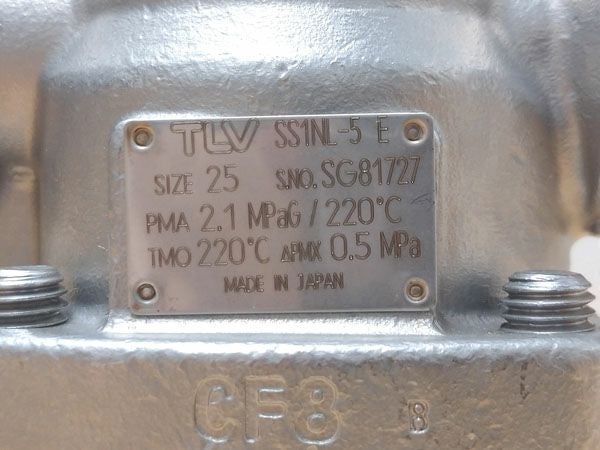 TLV SS1NL-5 E
SIZE 25 S.NO. SG81727
PMA 2.1 MPaG / 220°C
TMO 220°C ΔPMX 0.5 MPa
MADE IN JAPAN
CF8 B